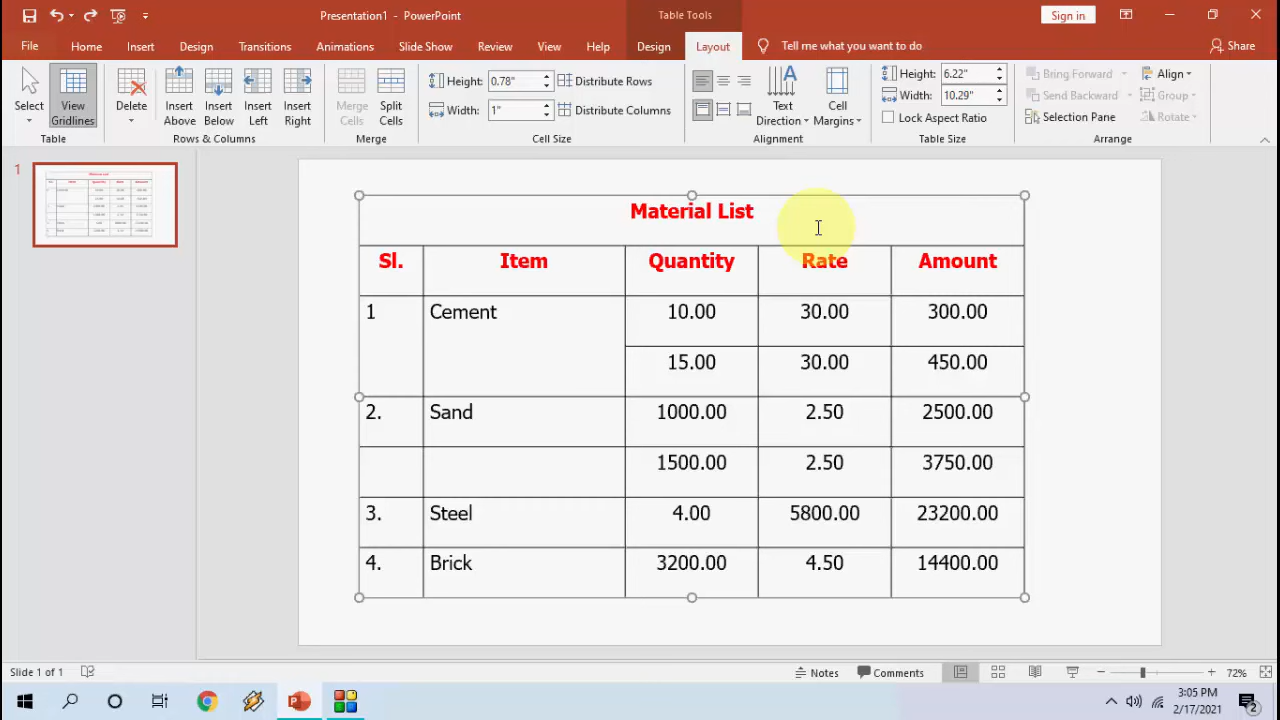 Presentation1 - PowerPoint
Table Tools
Sign in
File Home Insert Design Transitions Animations Slide Show Review View Help Design Layout Tell me what you want to do Share
Select View Gridlines Delete Insert Above Insert Below Insert Left Insert Right Merge Cells Split Cells
Height: 0.78" Distribute Rows
Width: 1" Distribute Columns
Text Direction Cell Margins
Height: 6.22"
Width: 10.29"
Lock Aspect Ratio
Bring Forward Align
Send Backward Group
Selection Pane Rotate
Table Rows & Columns Merge Cell Size Alignment Table Size Arrange
1
Material List
Sl. Item Quantity Rate Amount
1 Cement 10.00 30.00 300.00
15.00 30.00 450.00
2. Sand 1000.00 2.50 2500.00
1500.00 2.50 3750.00
3. Steel 4.00 5800.00 23200.00
4. Brick 3200.00 4.50 14400.00
Slide 1 of 1 Notes Comments 72%
3:05 PM
2/17/2021
2